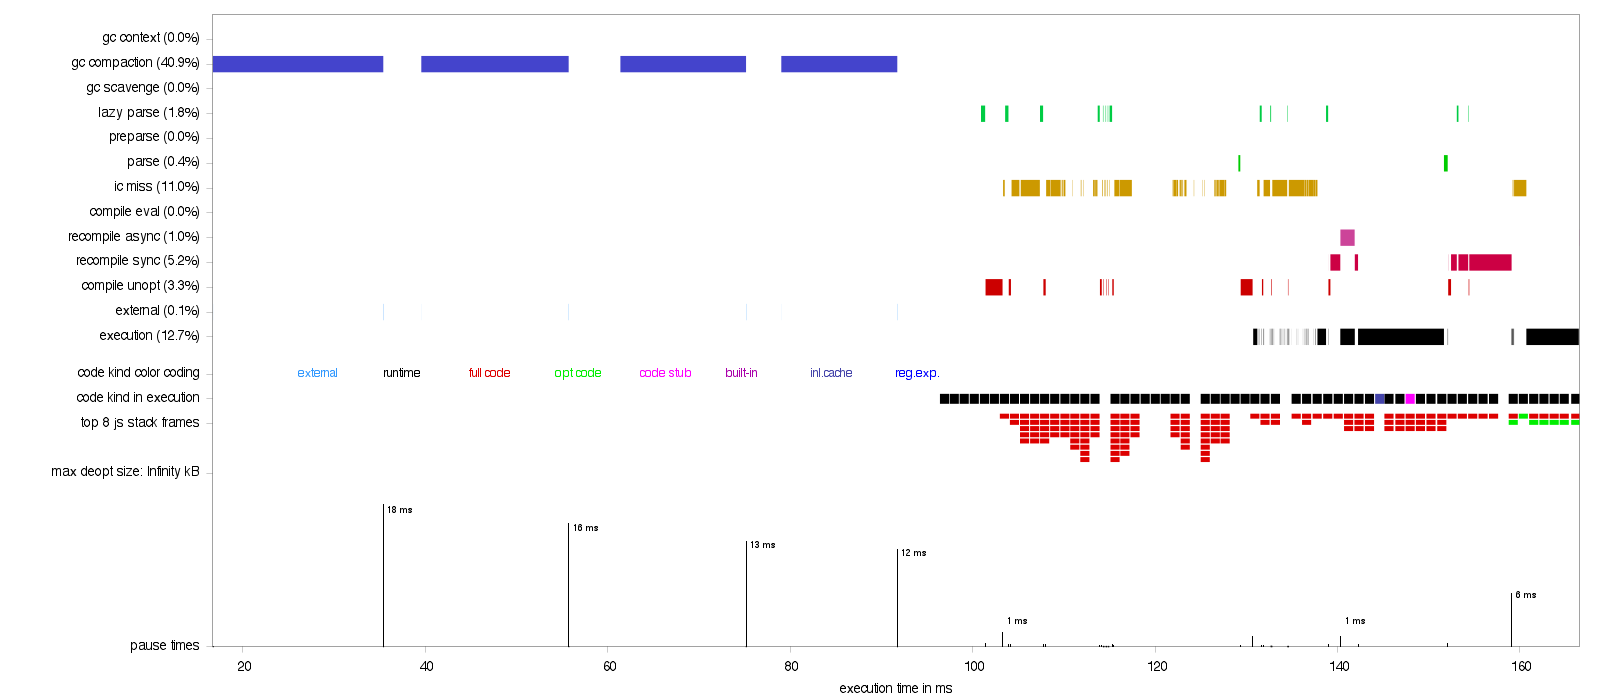 gc context (0.0%)
gc compaction (40.9%)
gc scavenge (0.0%)
lazy parse (1.8%)
preparse (0.0%)
parse (0.4%)
ic miss (11.0%)
compile eval (0.0%)
recompile async (1.0%)
recompile sync (5.2%)
compile unopt (3.3%)
external (0.1%)
execution (12.7%)
code kind color coding external runtime full code opt code code stub built-in inl.cache reg.exp.
code kind in execution
top 8 js stack frames
max deopt size: Infinity kB
18 ms
16 ms
13 ms
12 ms
6 ms
1 ms 1 ms
pause times
20 40 60 80 100 120 140 160
execution time in ms